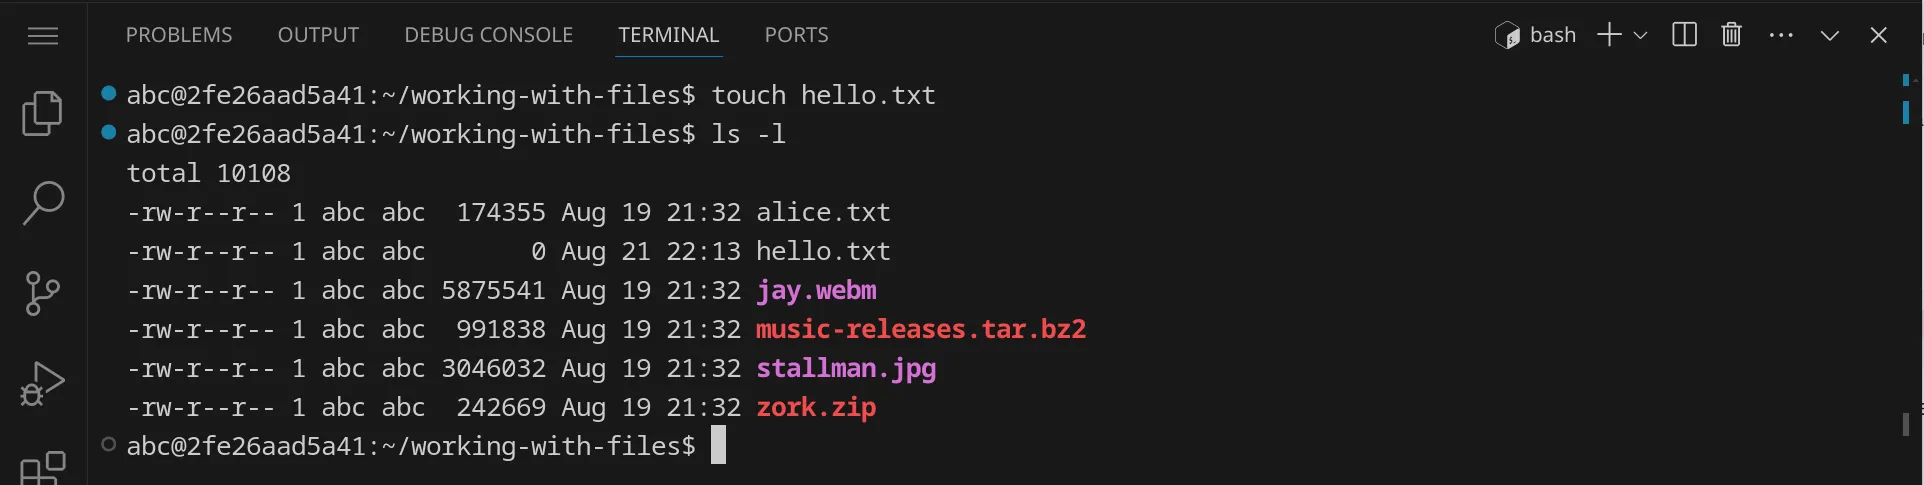 PROBLEMS OUTPUT DEBUG CONSOLE TERMINAL PORTS bash
abc@2fe26aad5a41:~/working-with-files$ touch hello.txt
abc@2fe26aad5a41:~/working-with-files$ ls -l
total 10108
-rw-r--r-- 1 abc abc  174355 Aug 19 21:32 alice.txt
-rw-r--r-- 1 abc abc       0 Aug 21 22:13 hello.txt
-rw-r--r-- 1 abc abc 5875541 Aug 19 21:32 jay.webm
-rw-r--r-- 1 abc abc  991838 Aug 19 21:32 music-releases.tar.bz2
-rw-r--r-- 1 abc abc 3046032 Aug 19 21:32 stallman.jpg
-rw-r--r-- 1 abc abc  242669 Aug 19 21:32 zork.zip
abc@2fe26aad5a41:~/working-with-files$